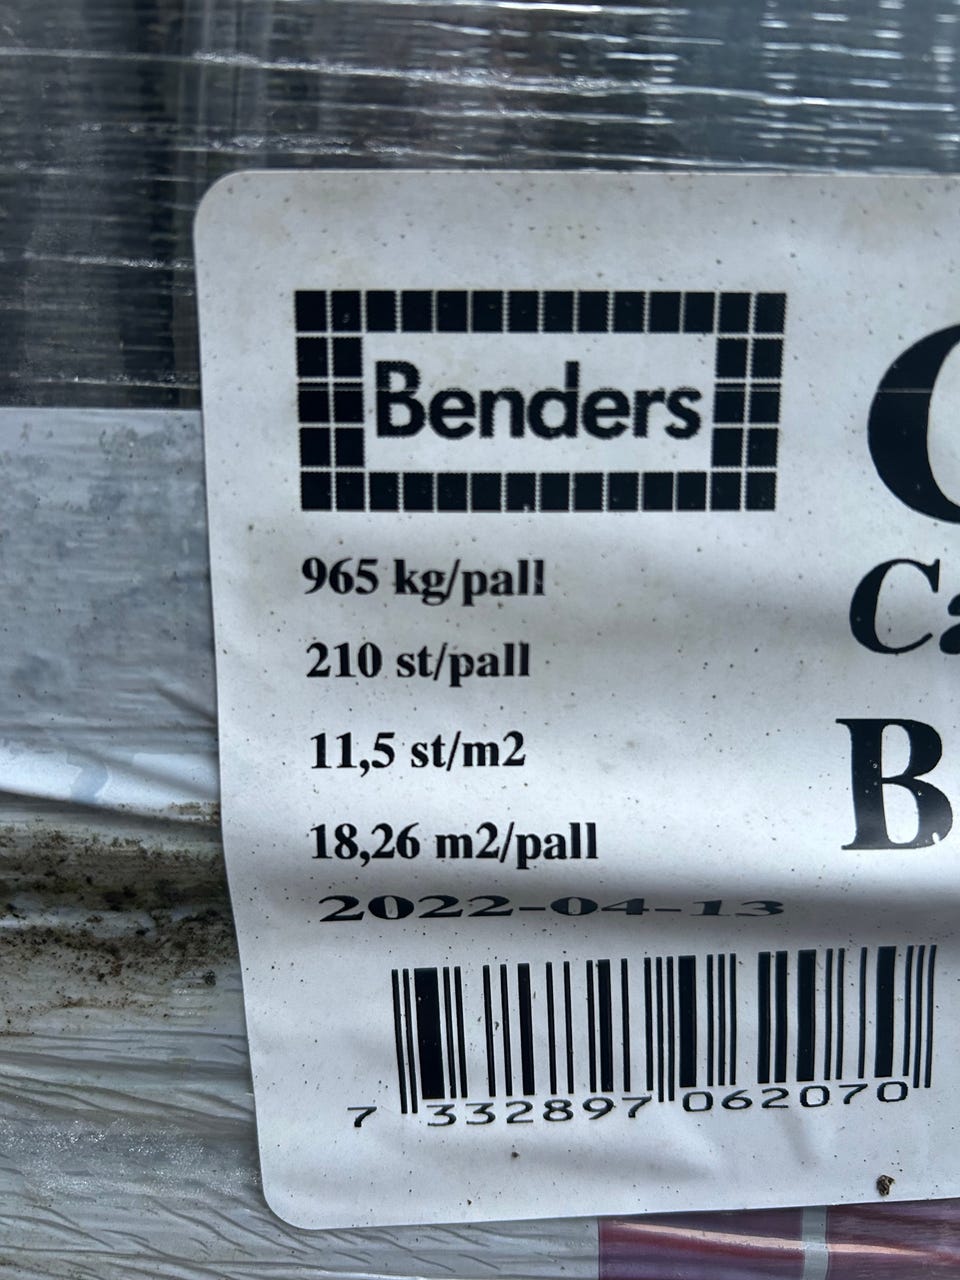 Benders
965 kg/pall
210 st/pall
11,5 st/m2
18,26 m2/pall
2022-04-13
7 332897 062070